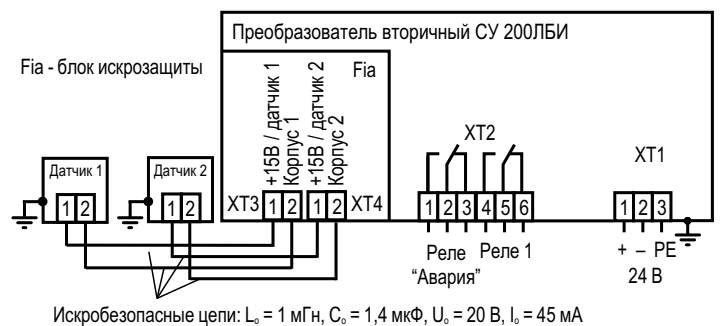 Преобразователь вторичный СУ 200ЛБИ
Fia - блок искрозащиты
Fia
+15В / датчик 1
Корпус 1
+15В / датчик 2
Корпус 2
Датчик 1
1 2
Датчик 2
1 2
XT3 1 2 1 2 XT4
XT2
1 2 3 4 5 6
Реле “Авария”
Реле 1
XT1
1 2 3
+ – PE
24 В
Искробезопасные цепи: Lₒ = 1 мГн, Cₒ = 1,4 мкФ, Uₒ = 20 В, Iₒ = 45 мА